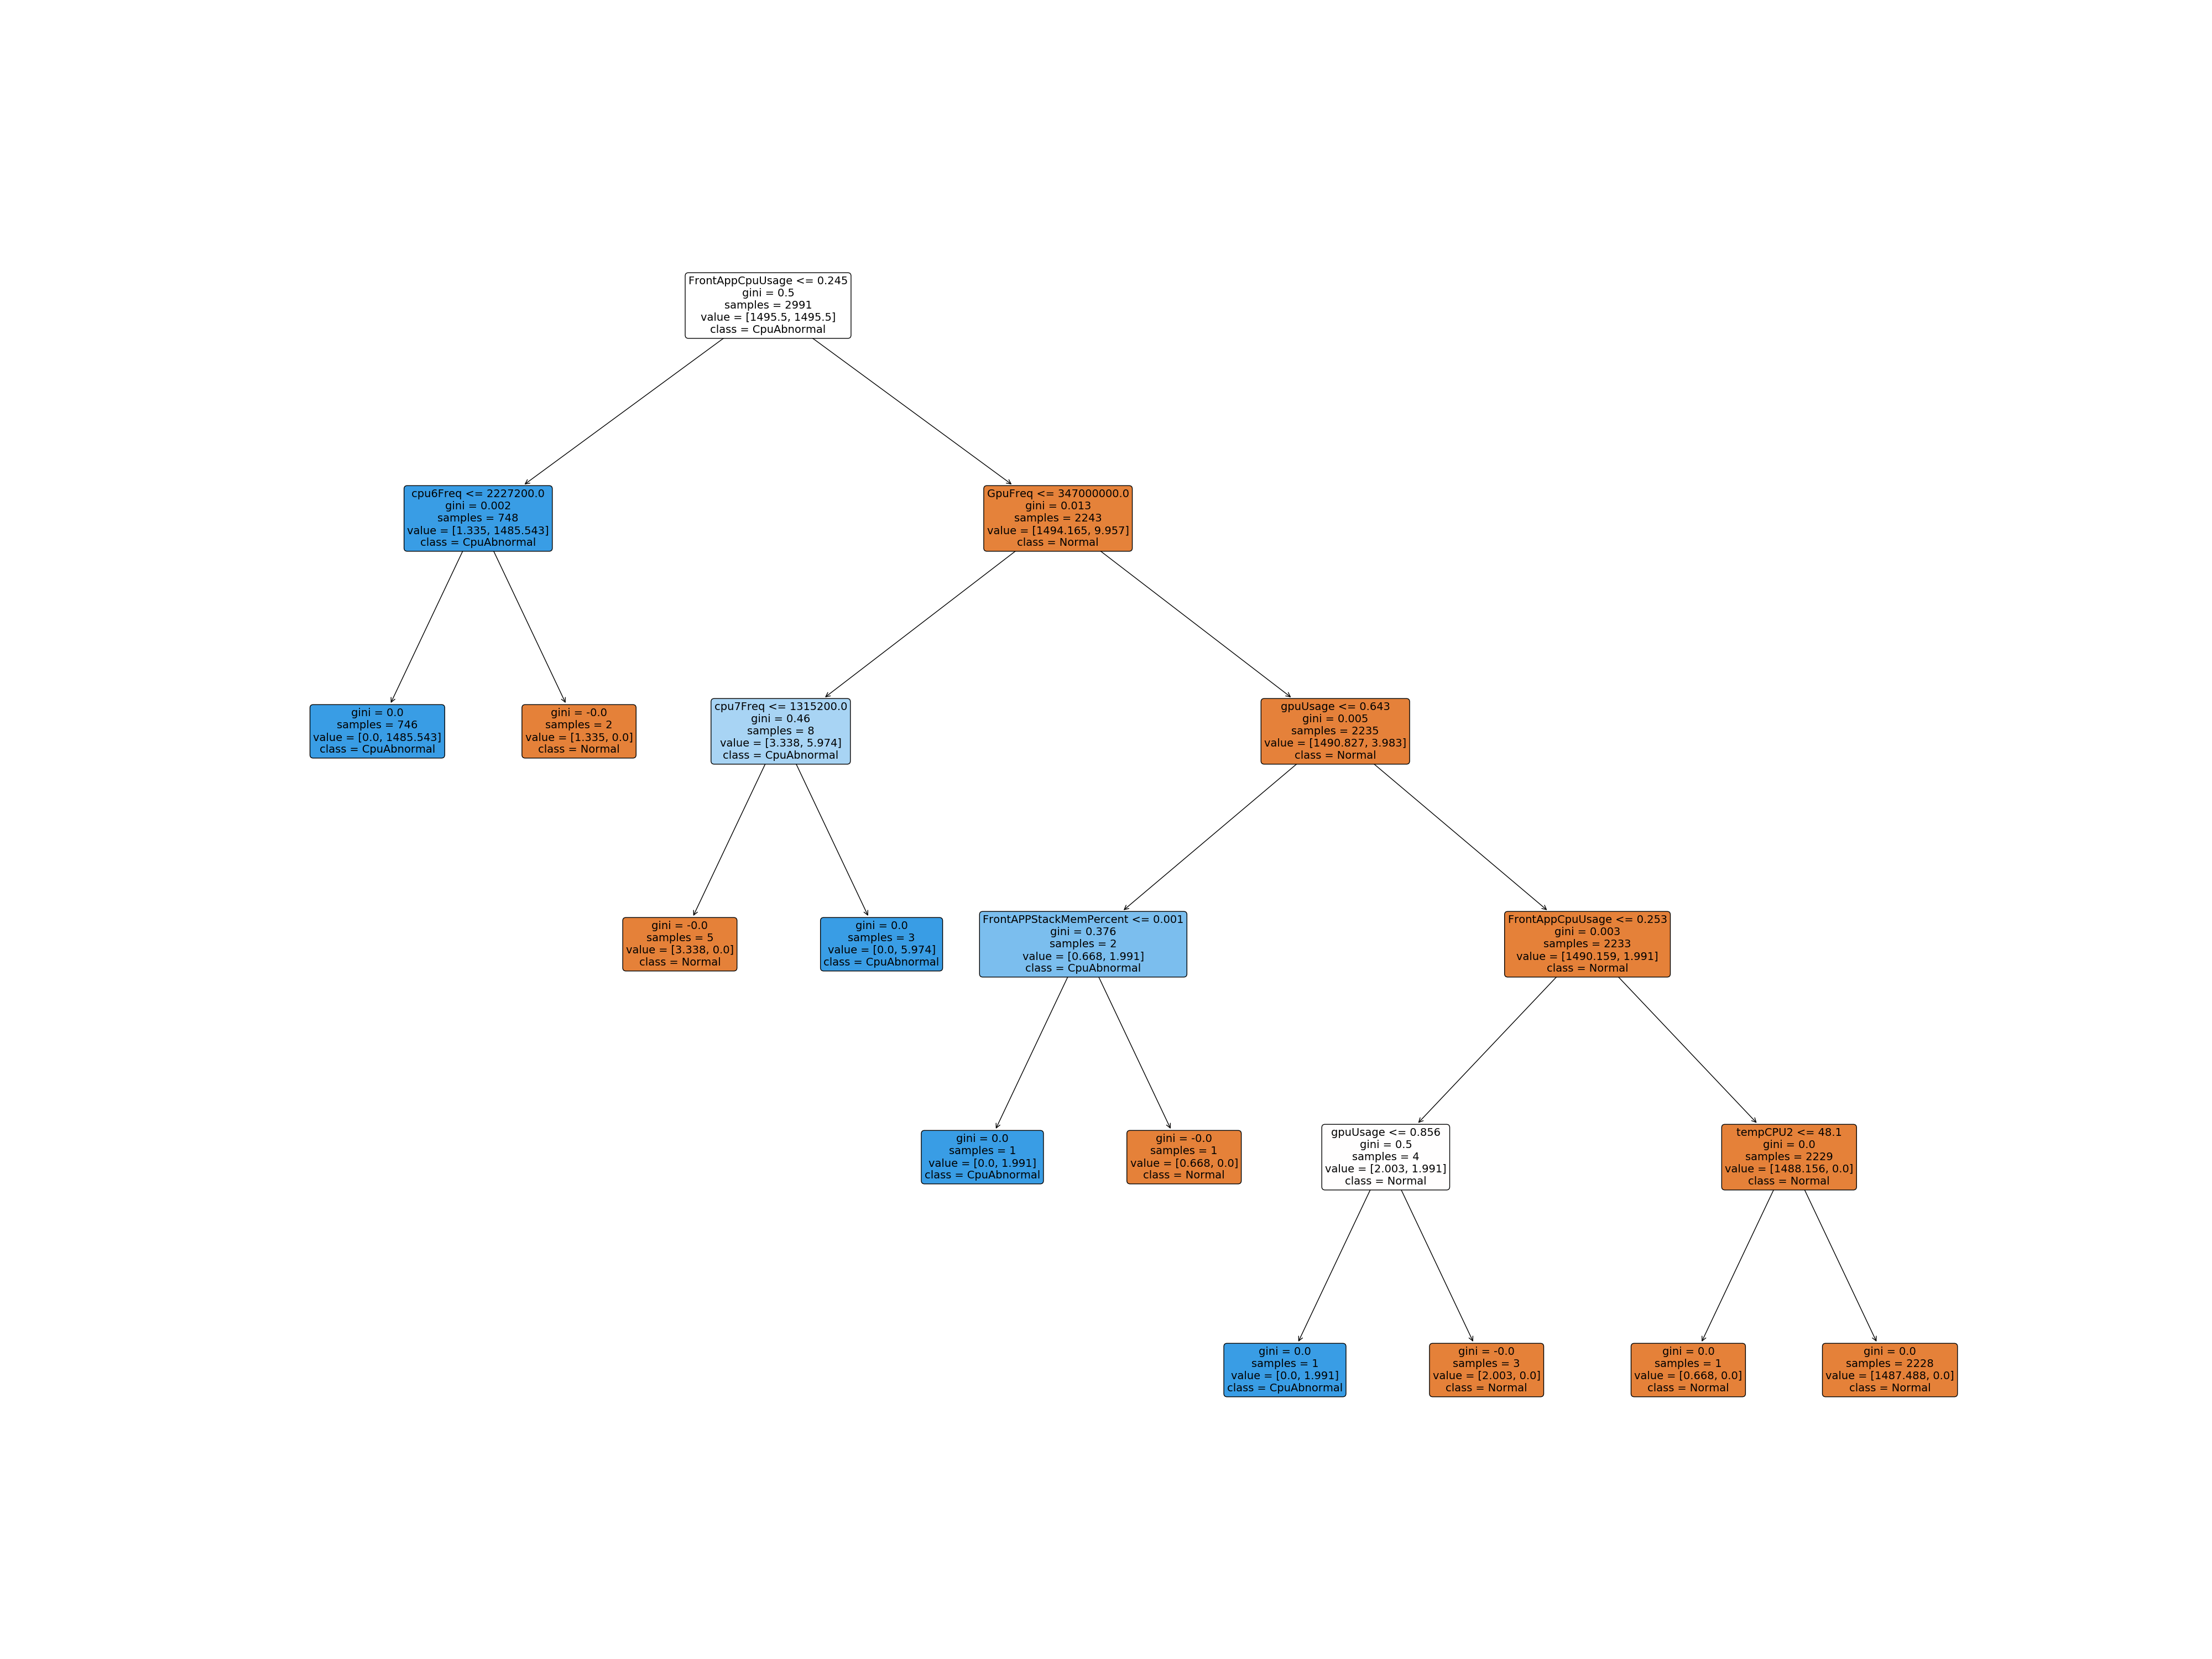 FrontAppCpuUsage <= 0.245
gini = 0.5
samples = 2991
value = [1495.5, 1495.5]
class = CpuAbnormal
cpu6Freq <= 2227200.0
gini = 0.002
samples = 748
value = [1.335, 1485.543]
class = CpuAbnormal
GpuFreq <= 347000000.0
gini = 0.013
samples = 2243
value = [1494.165, 9.957]
class = Normal
gini = 0.0
samples = 746
value = [0.0, 1485.543]
class = CpuAbnormal
gini = -0.0
samples = 2
value = [1.335, 0.0]
class = Normal
cpu7Freq <= 1315200.0
gini = 0.46
samples = 8
value = [3.338, 5.974]
class = CpuAbnormal
gpuUsage <= 0.643
gini = 0.005
samples = 2235
value = [1490.827, 3.983]
class = Normal
gini = -0.0
samples = 5
value = [3.338, 0.0]
class = Normal
gini = 0.0
samples = 3
value = [0.0, 5.974]
class = CpuAbnormal
FrontAPPStackMemPercent <= 0.001
gini = 0.376
samples = 2
value = [0.668, 1.991]
class = CpuAbnormal
FrontAppCpuUsage <= 0.253
gini = 0.003
samples = 2233
value = [1490.159, 1.991]
class = Normal
gini = 0.0
samples = 1
value = [0.0, 1.991]
class = CpuAbnormal
gini = -0.0
samples = 1
value = [0.668, 0.0]
class = Normal
gpuUsage <= 0.856
gini = 0.5
samples = 4
value = [2.003, 1.991]
class = Normal
tempCPU2 <= 48.1
gini = 0.0
samples = 2229
value = [1488.156, 0.0]
class = Normal
gini = 0.0
samples = 1
value = [0.0, 1.991]
class = CpuAbnormal
gini = -0.0
samples = 3
value = [2.003, 0.0]
class = Normal
gini = 0.0
samples = 1
value = [0.668, 0.0]
class = Normal
gini = 0.0
samples = 2228
value = [1487.488, 0.0]
class = Normal